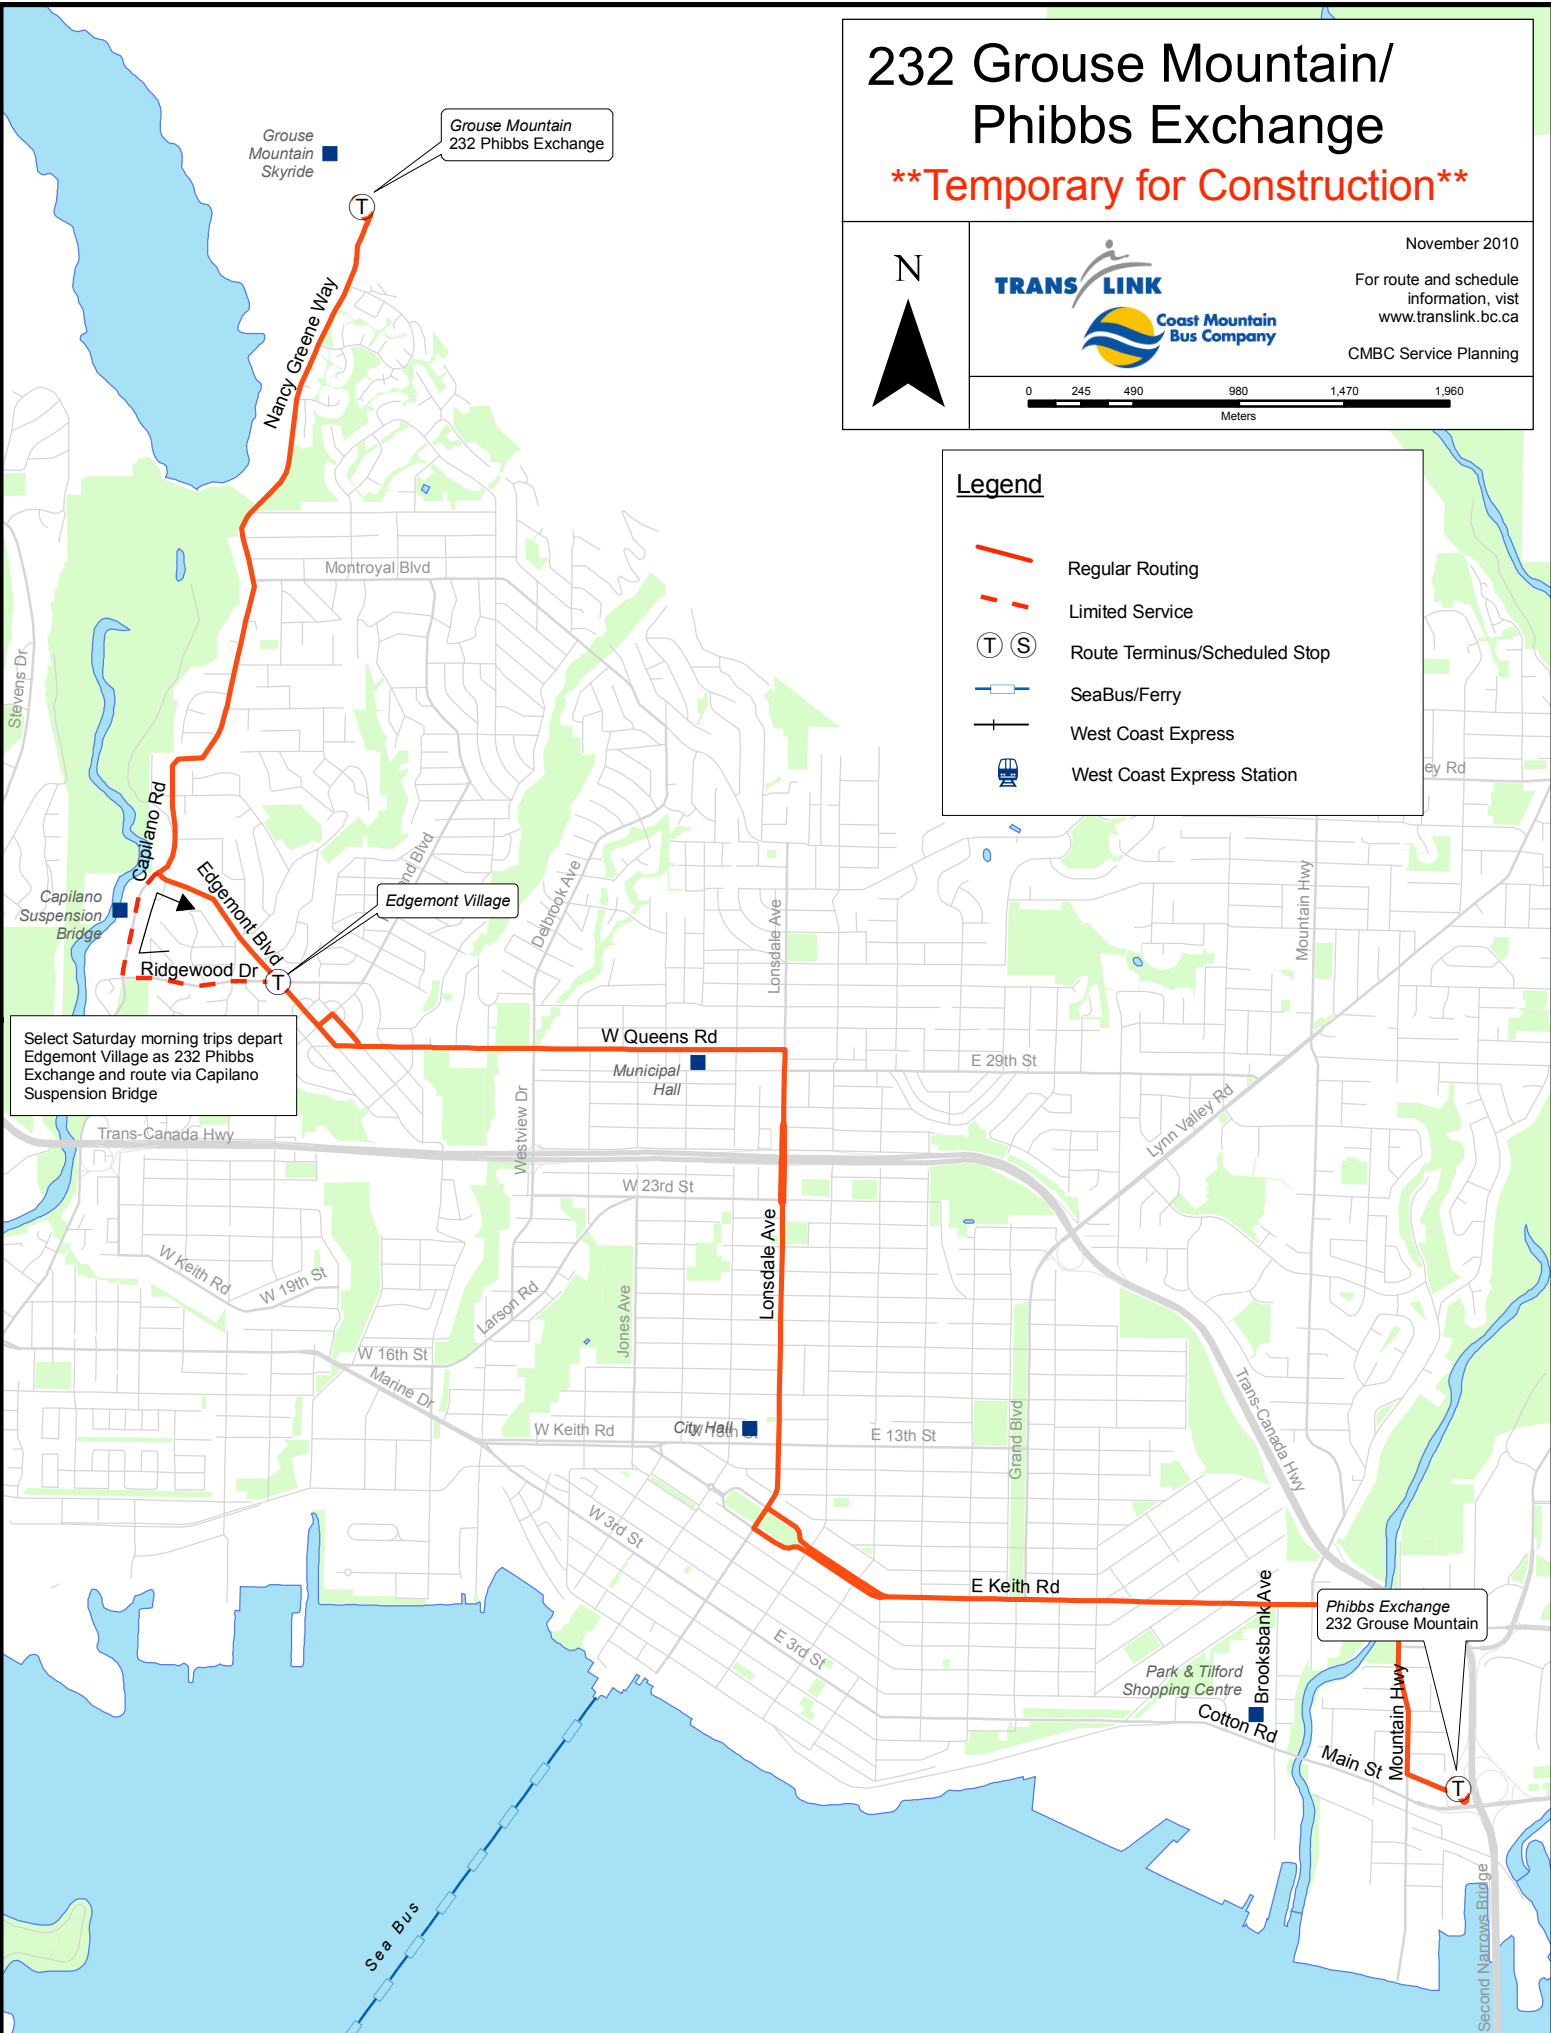 232 Grouse Mountain/
Phibbs Exchange
**Temporary for Construction**
N
TRANS LINK
Coast Mountain
Bus Company
November 2010
For route and schedule
information, vist
www.translink.bc.ca
CMBC Service Planning
0 245 490 980 1,470 1,960
Meters
Legend
Regular Routing
Limited Service
T S Route Terminus/Scheduled Stop
SeaBus/Ferry
West Coast Express
West Coast Express Station
Grouse
Mountain
Skyride
Grouse Mountain
232 Phibbs Exchange
T
Nancy Greene Way
Montroyal Blvd
Stevens Dr
ey Rd
Capilano Rd
Edgemont Blvd
nd Blvd
Edgemont Village
Capilano
Suspension
Bridge
Ridgewood Dr
T
Delbrook Ave
Lonsdale Ave
Mountain Hwy
Select Saturday morning trips depart
Edgemont Village as 232 Phibbs
Exchange and route via Capilano
Suspension Bridge
W Queens Rd
Municipal
Hall
E 29th St
Lynn Valley Rd
Trans-Canada Hwy
Westview Dr
W 23rd St
Lonsdale Ave
W Keith Rd
W 19th St
Larson Rd
Jones Ave
W 16th St
Marine Dr
Trans-Canada Hwy
W Keith Rd
City Hall
E 13th St
Grand Blvd
W 3rd St
E Keith Rd
Brooksbank Ave
Phibbs Exchange
232 Grouse Mountain
E 3rd St
Park & Tilford
Shopping Centre
Cotton Rd
Main St
Mountain Hwy
T
Sea Bus
Second Narrows Bridge